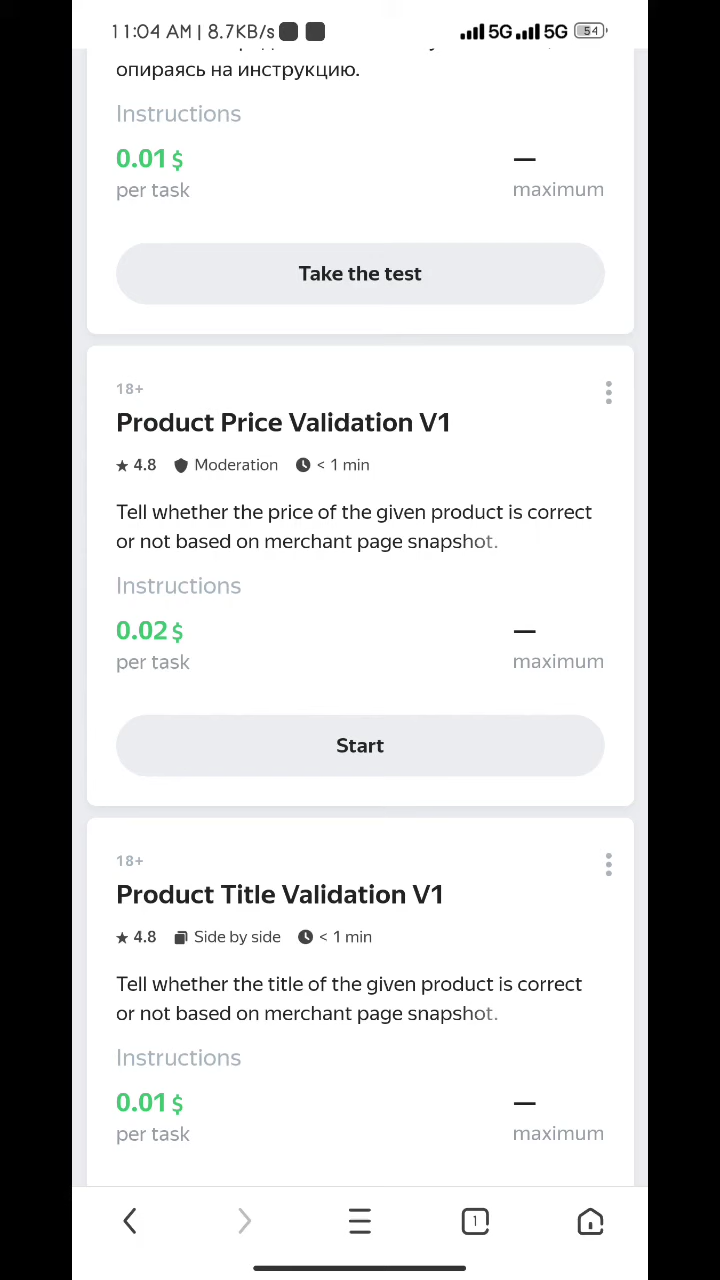 11:04 AM | 8.7KB/s 5G 5G 54
опираясь на инструкцию.
Instructions
0.01 $ —
per task maximum
Take the test
18+
Product Price Validation V1
4.8 Moderation < 1 min
Tell whether the price of the given product is correct
or not based on merchant page snapshot.
Instructions
0.02 $ —
per task maximum
Start
18+
Product Title Validation V1
4.8 Side by side < 1 min
Tell whether the title of the given product is correct
or not based on merchant page snapshot.
Instructions
0.01 $ —
per task maximum
1